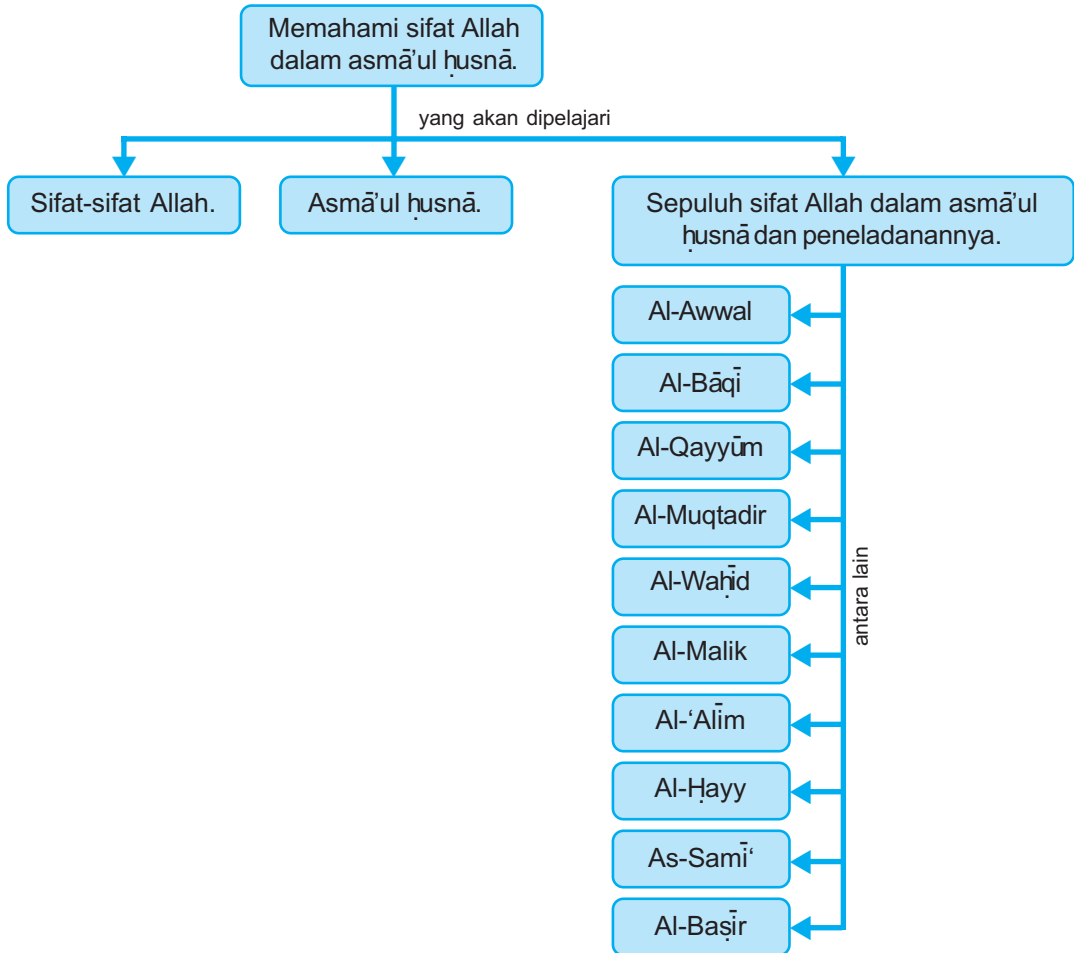 Memahami sifat Allah
dalam asmā’ul ḥusnā.
yang akan dipelajari
Sifat-sifat Allah.
Asmā’ul ḥusnā.
Sepuluh sifat Allah dalam asmā’ul
ḥusnā dan peneladanannya.
Al-Awwal
Al-Bāqī
Al-Qayyūm
Al-Muqtadir
Al-Waḥīd
Al-Malik
Al-‘Alīm
Al-Ḥayy
As-Samī‘
Al-Baṣīr
antara lain